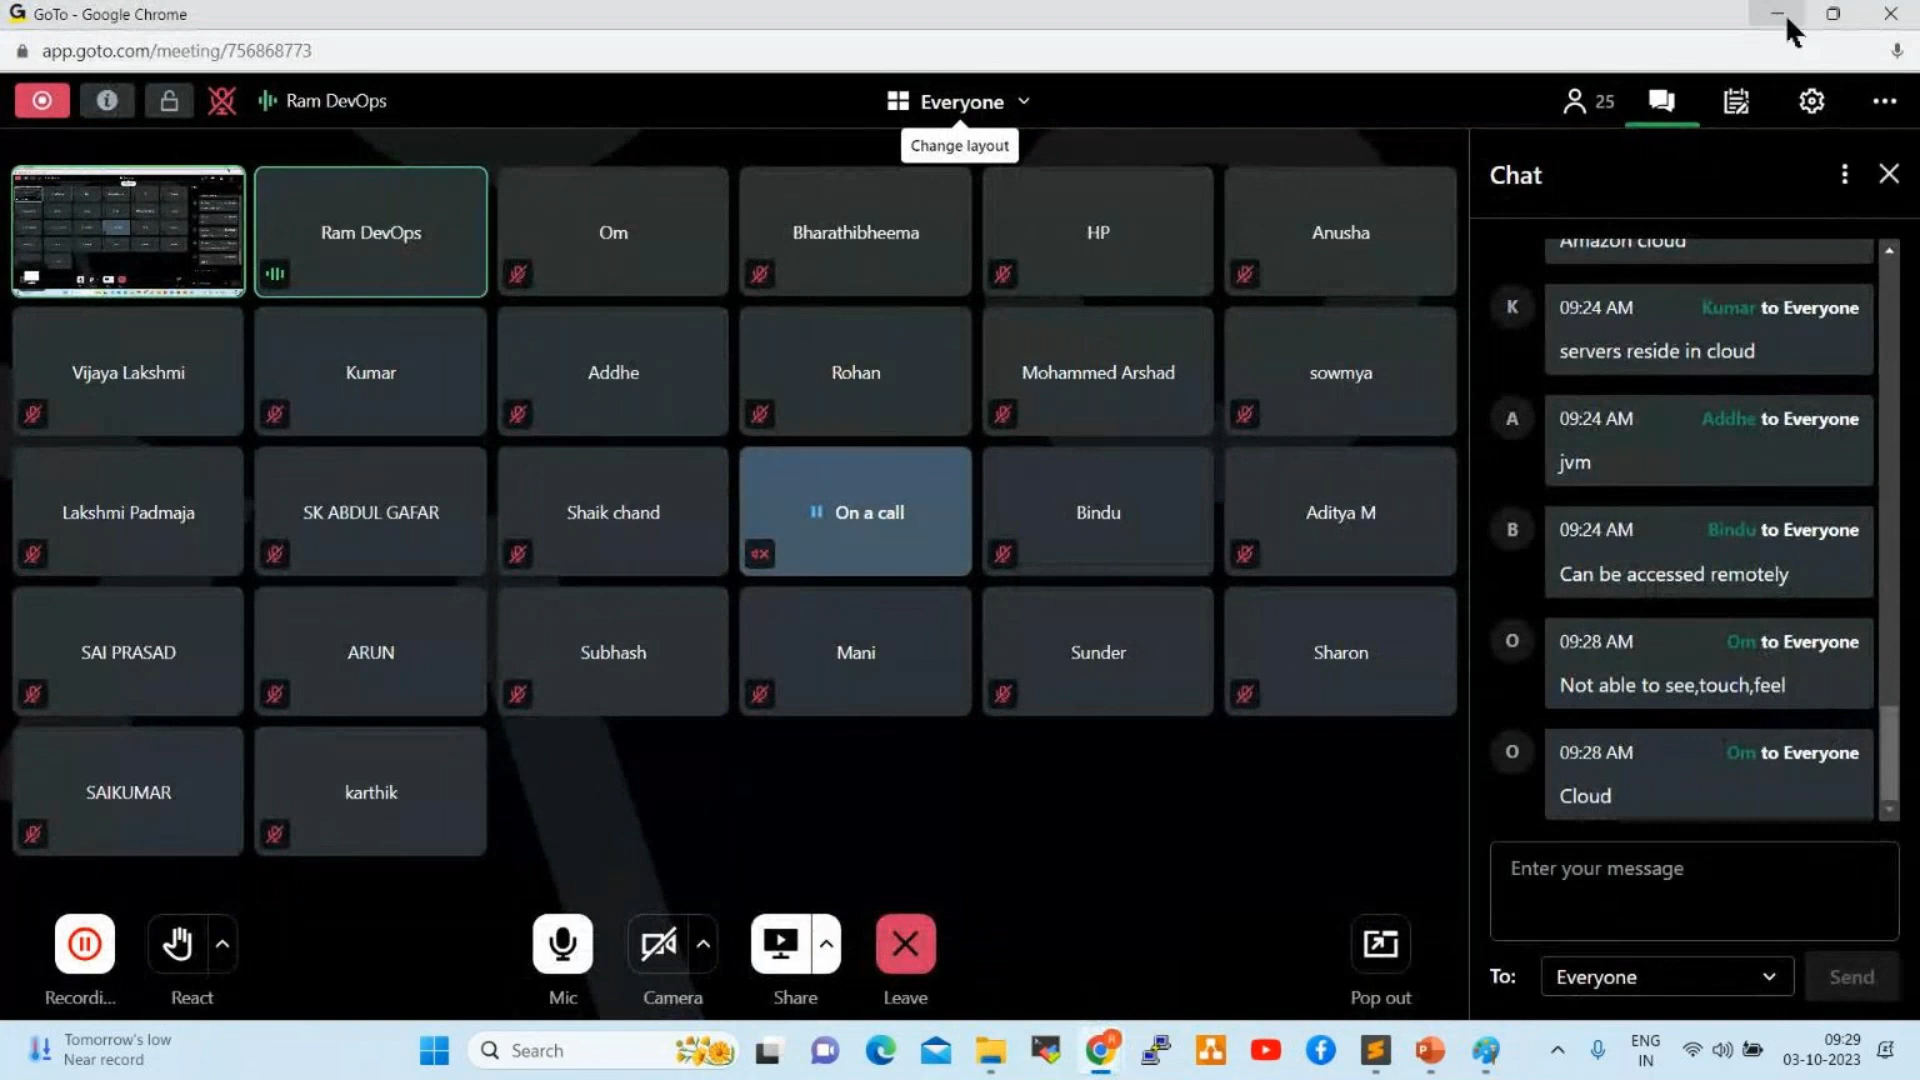 GoTo - Google Chrome
app.goto.com/meeting/756868773
Ram DevOps
Everyone
25
Change layout
Ram DevOps
Om
Bharathibheema
HP
Anusha
Vijaya Lakshmi
Kumar
Addhe
Rohan
Mohammed Arshad
sowmya
Lakshmi Padmaja
SK ABDUL GAFAR
Shaik chand
On a call
Bindu
Aditya M
SAI PRASAD
ARUN
Subhash
Mani
Sunder
Sharon
SAIKUMAR
karthik
Chat
Amazon cloud
K
09:24 AM Kumar to Everyone
servers reside in cloud
A
09:24 AM Addhe to Everyone
jvm
B
09:24 AM Bindu to Everyone
Can be accessed remotely
O
09:28 AM Om to Everyone
Not able to see,touch,feel
O
09:28 AM Om to Everyone
Cloud
Enter your message
To: Everyone Send
Recordi...
React
Mic
Camera
Share
Leave
Pop out
Tomorrow's low
Near record
Search
ENG
IN
09:29
03-10-2023